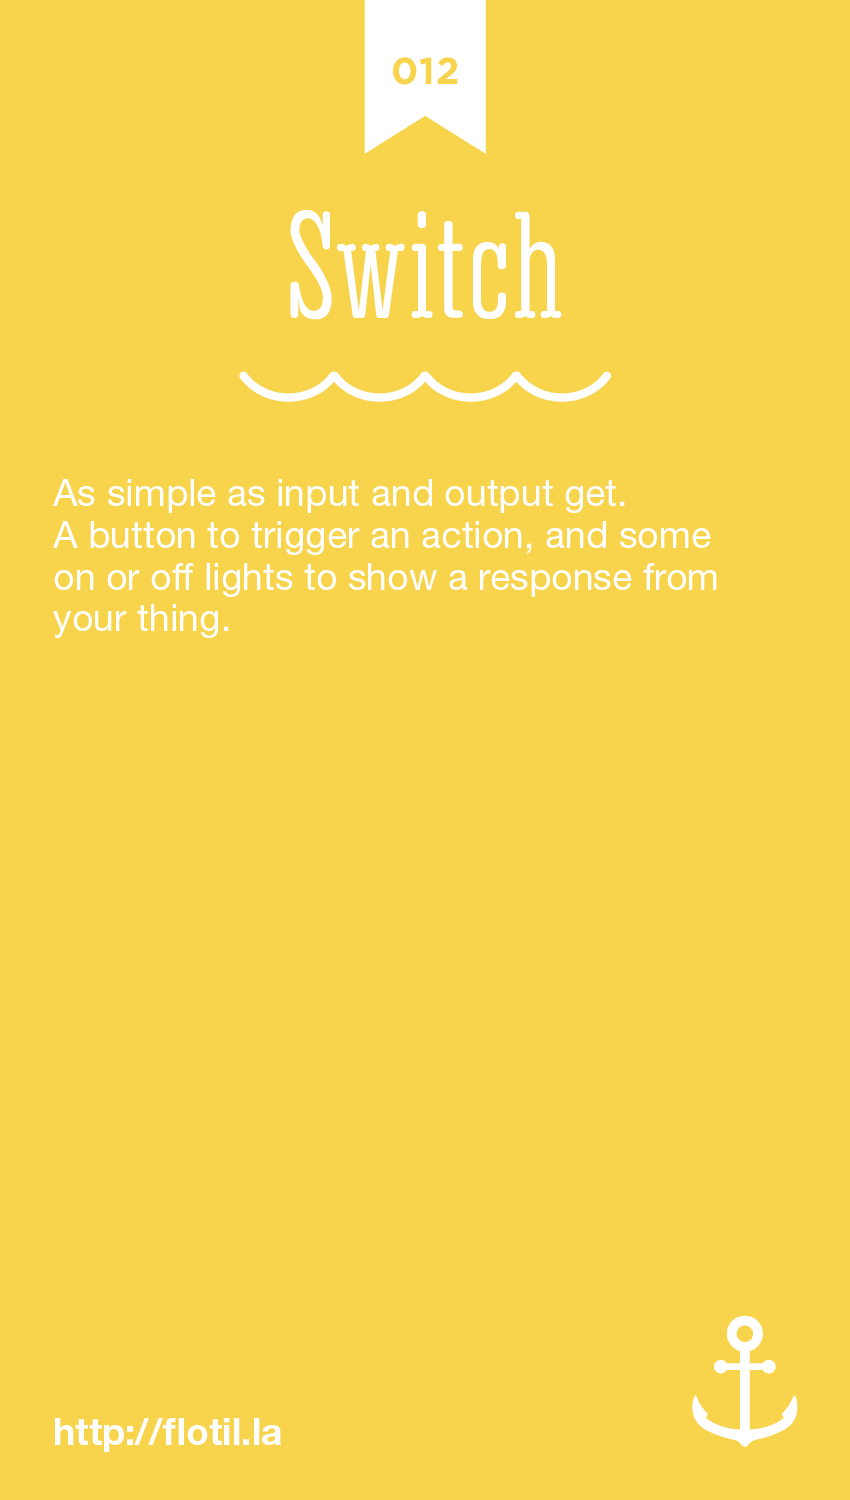 012
Switch
As simple as input and output get.
A button to trigger an action, and some
on or off lights to show a response from
your thing.
http://flotil.la